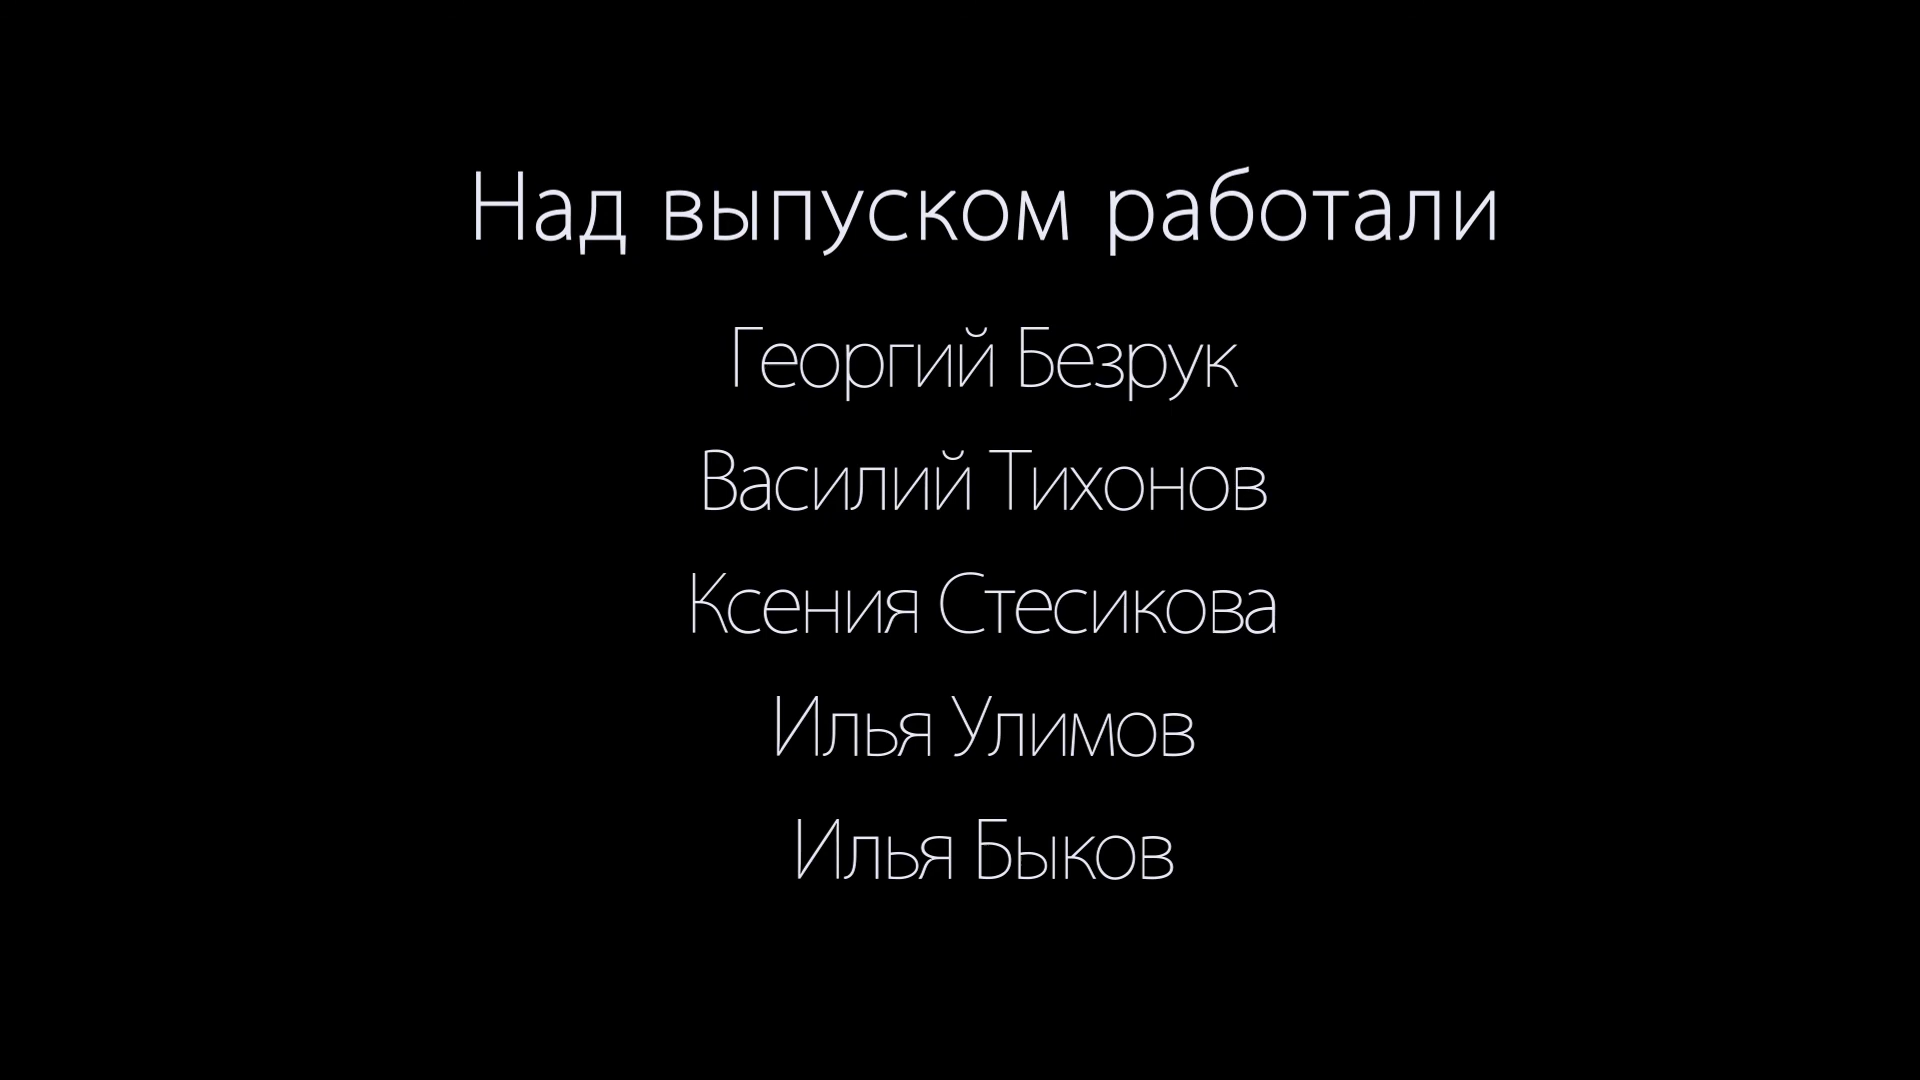 Над выпуском работали
Георгий Безрук
Василий Тихонов
Ксения Стесикова
Илья Улимов
Илья Быков